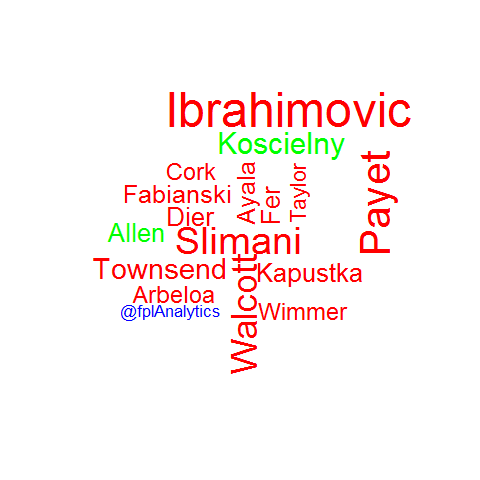 Ibrahimovic
Koscielny
Payet
Cork
Ayala
Fer
Taylor
Fabianski
Dier
Allen
Slimani
Townsend
Walcott
Kapustka
Arbeloa
@fplAnalytics
Wimmer